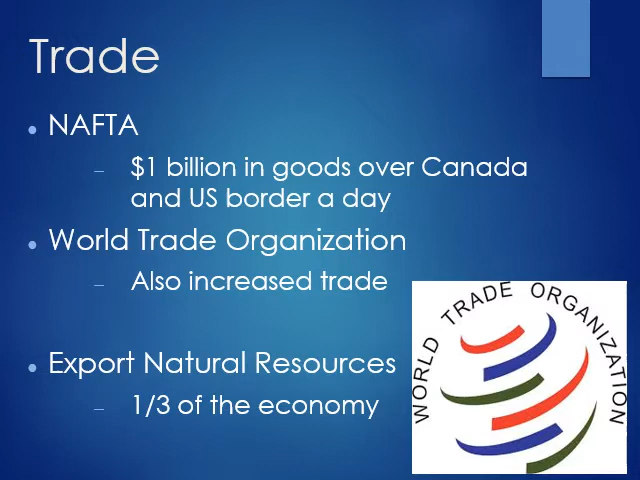 Trade
• NAFTA
– $1 billion in goods over Canada
and US border a day
• World Trade Organization
– Also increased trade
• Export Natural Resources
– 1/3 of the economy
WORLD TRADE ORGANIZATION